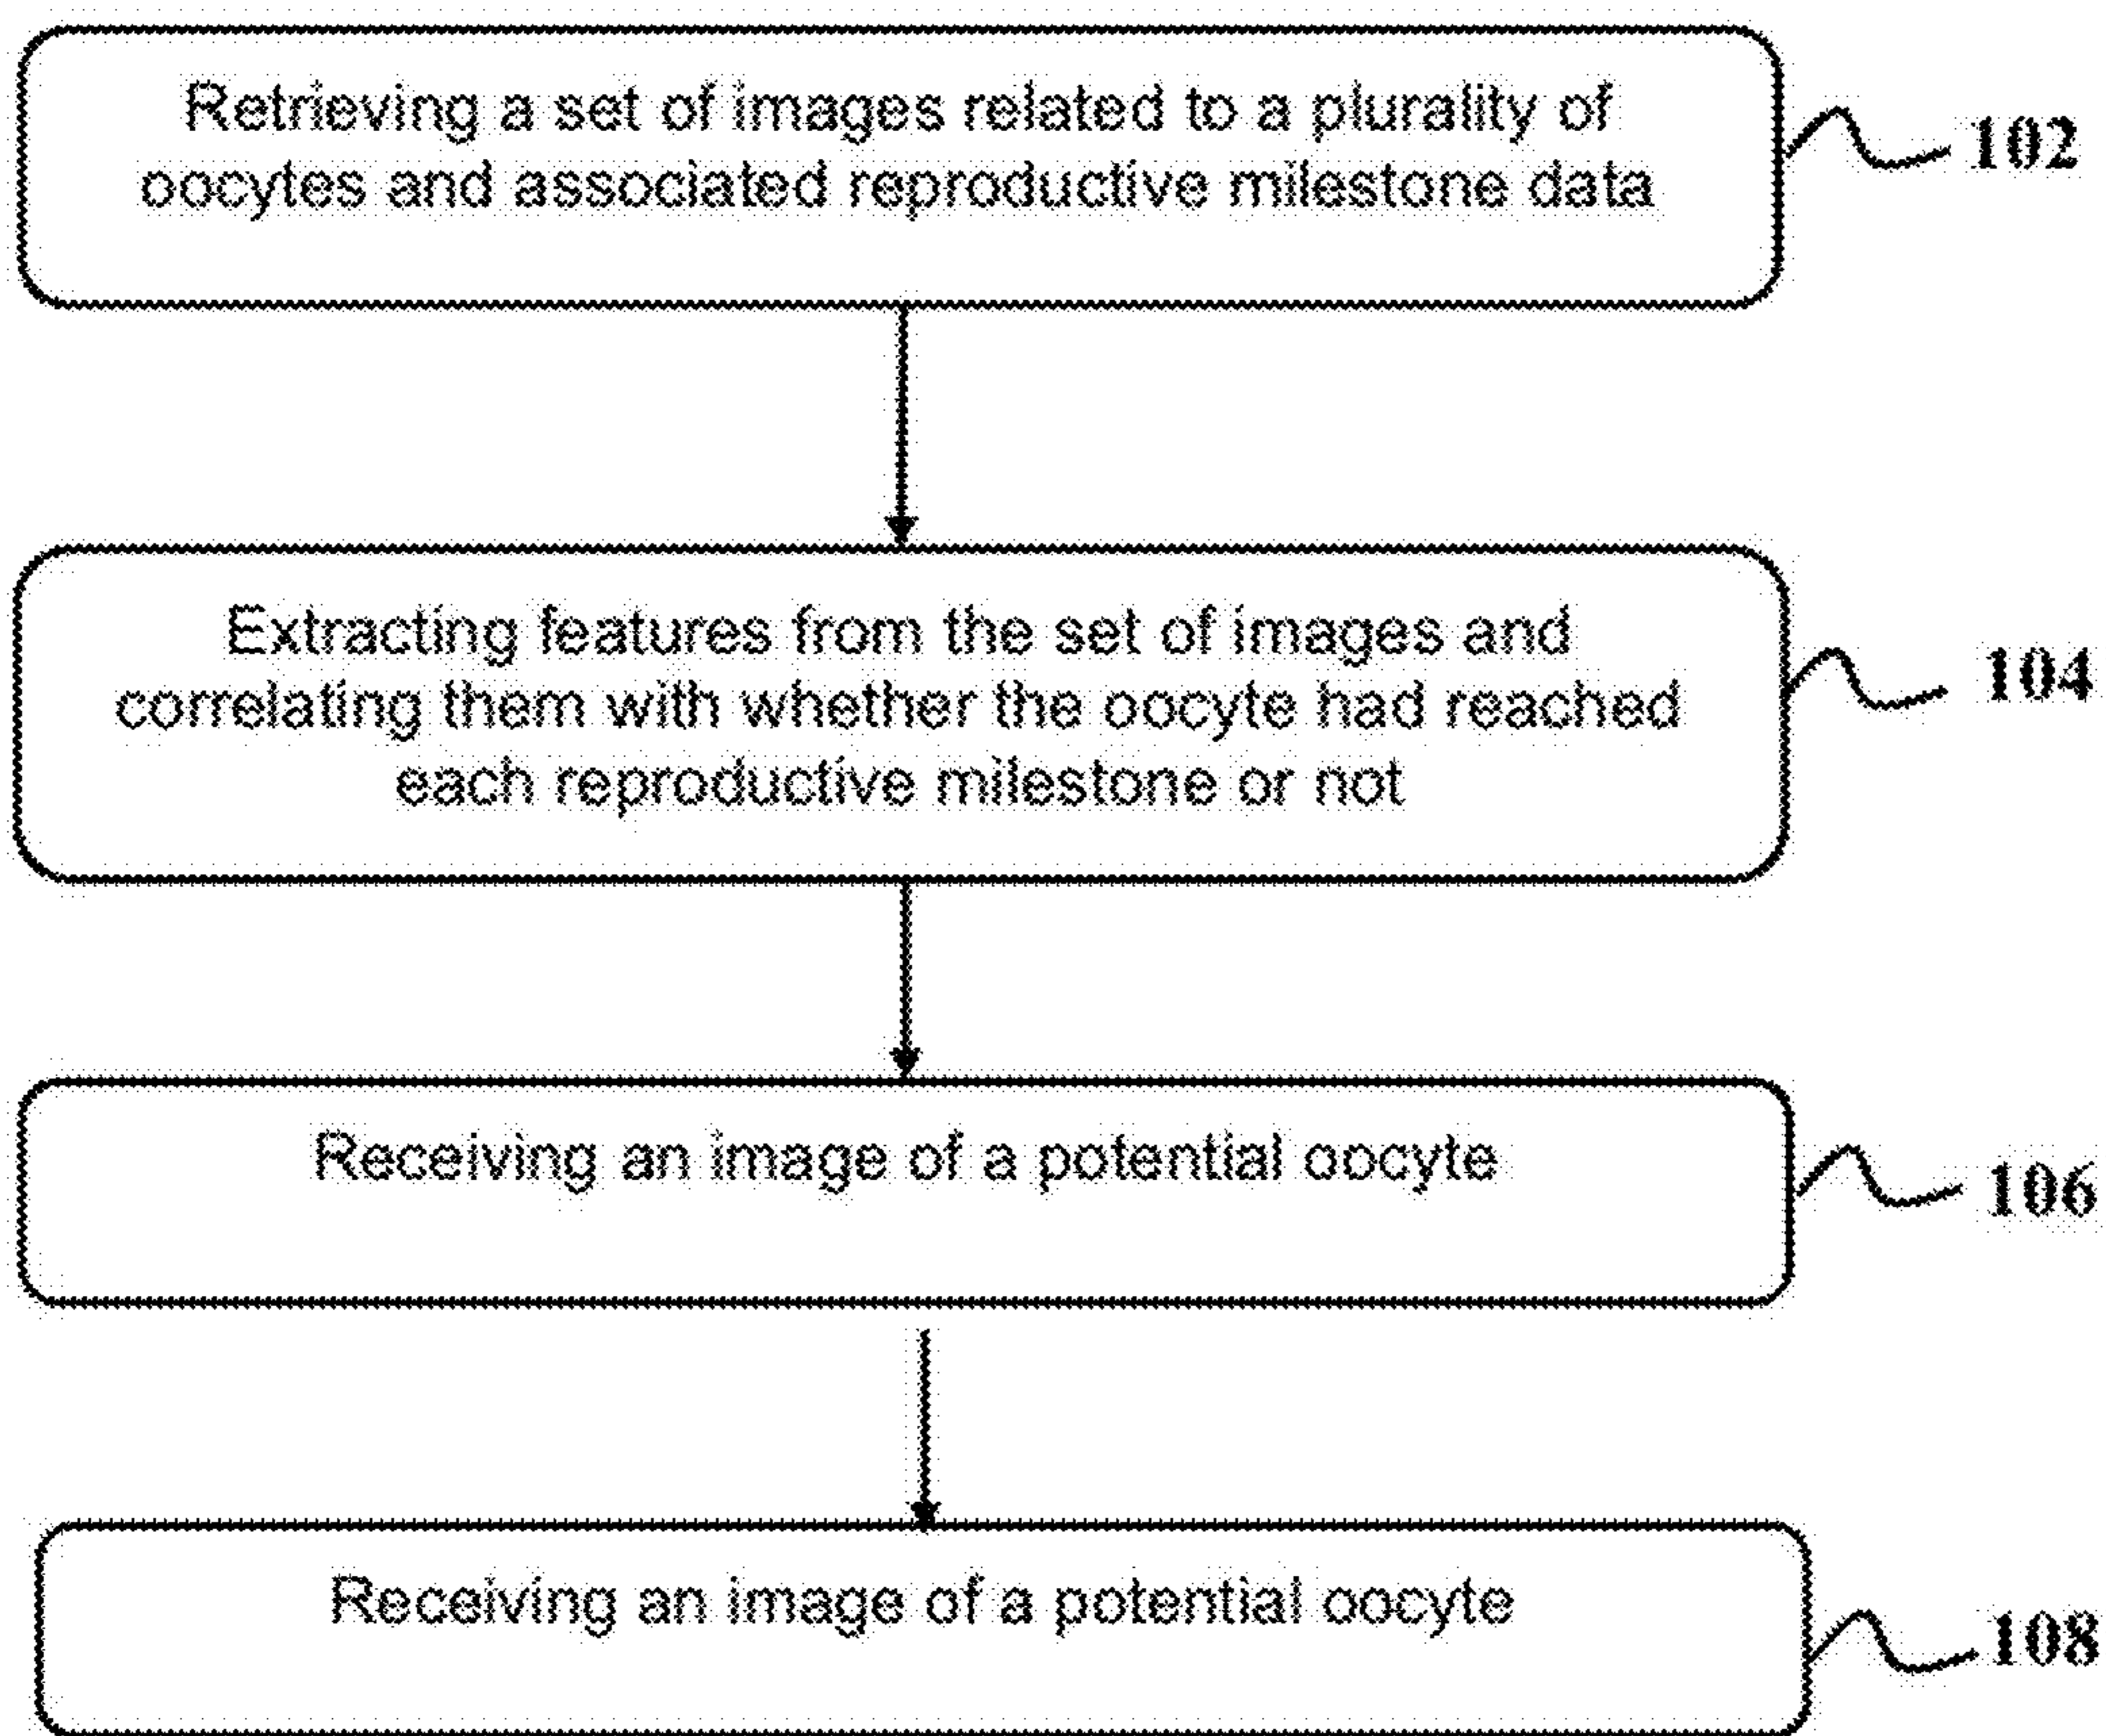 Retrieving a set of images related to a plurality of
oocytes and associated reproductive milestone data
102
Extracting features from the set of images and
correlating them with whether the oocyte had reached
each reproductive milestone or not
104
Receiving an image of a potential oocyte
106
Receiving an image of a potential oocyte
108